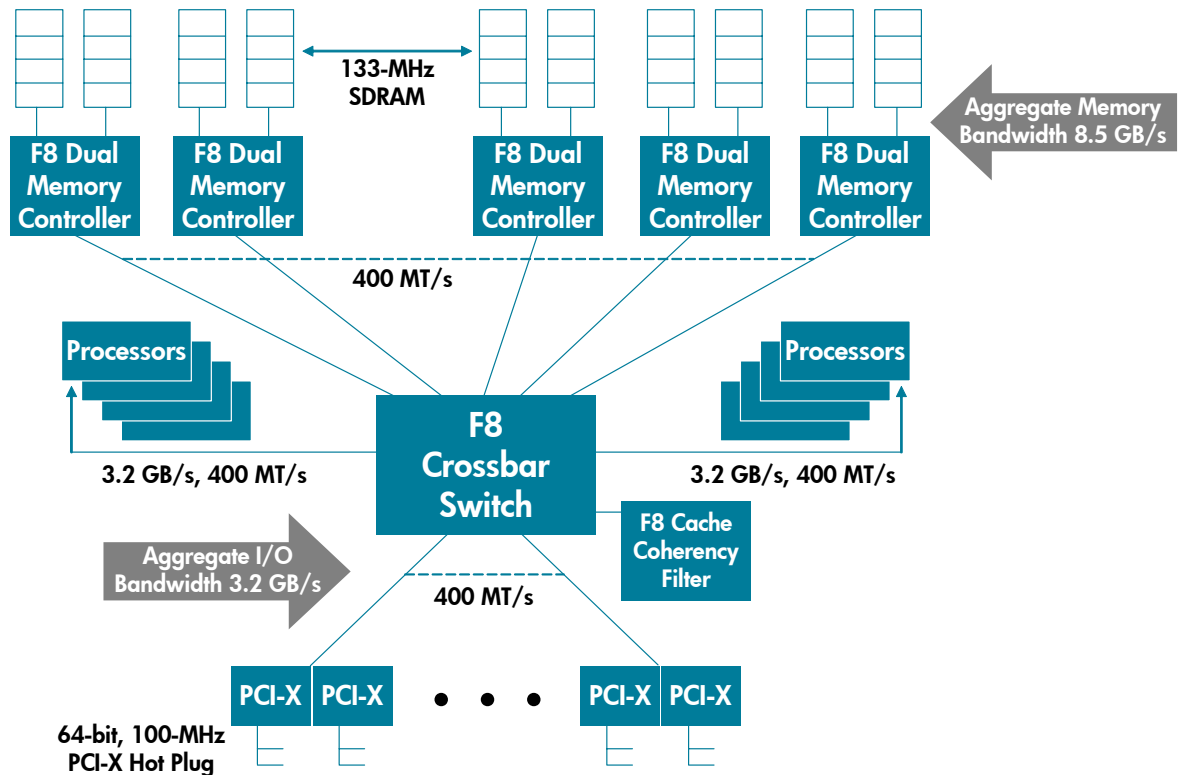 133-MHz
SDRAM
Aggregate Memory
Bandwidth 8.5 GB/s
F8 Dual
Memory
Controller
F8 Dual
Memory
Controller
F8 Dual
Memory
Controller
F8 Dual
Memory
Controller
F8 Dual
Memory
Controller
400 MT/s
Processors
Processors
F8
Crossbar
Switch
3.2 GB/s, 400 MT/s
3.2 GB/s, 400 MT/s
F8 Cache
Coherency
Filter
Aggregate I/O
Bandwidth 3.2 GB/s
400 MT/s
PCI-X
PCI-X
PCI-X
PCI-X
64-bit, 100-MHz
PCI-X Hot Plug